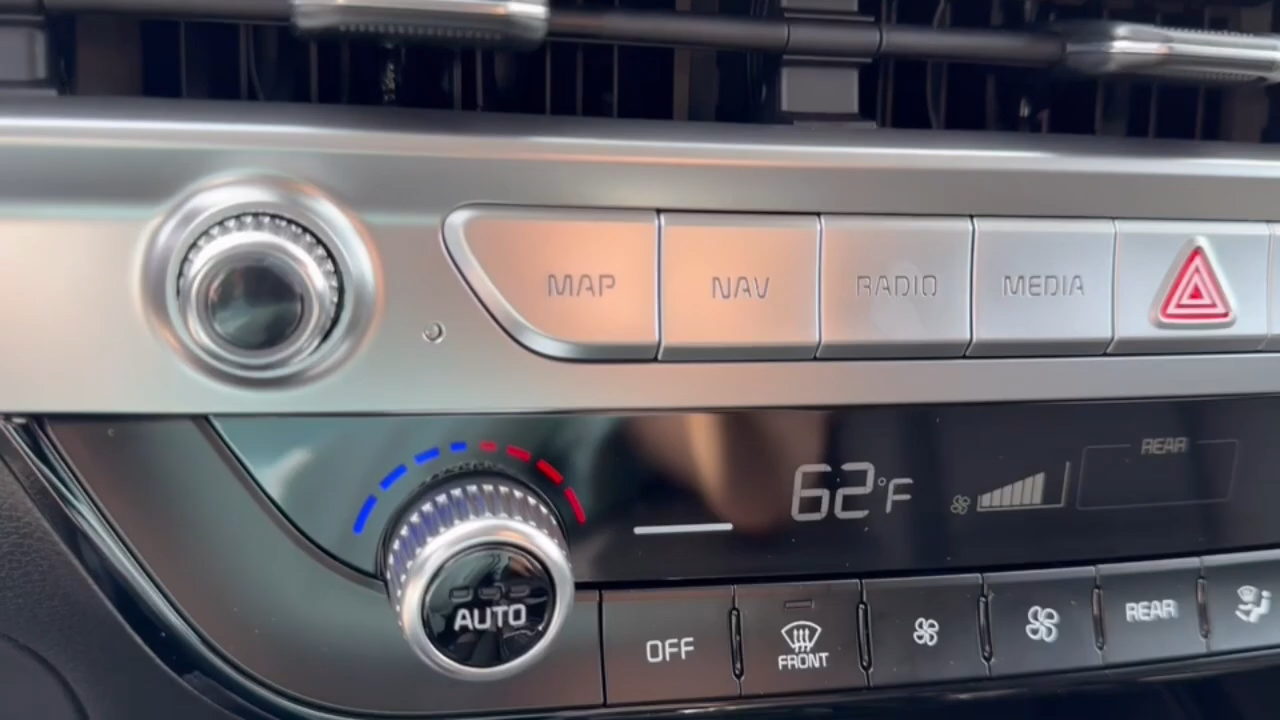 MAP NAV RADIO MEDIA
REAR
62°F
AUTO
OFF
FRONT
REAR